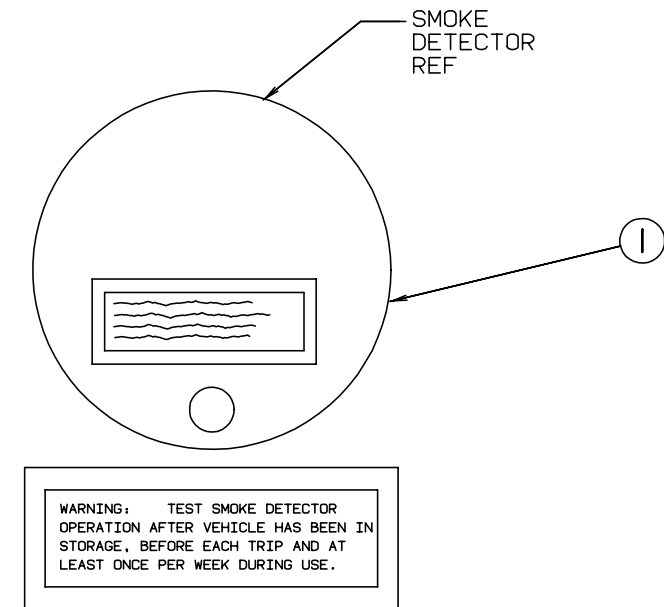 SMOKE
DETECTOR
REF
1
WARNING: TEST SMOKE DETECTOR
OPERATION AFTER VEHICLE HAS BEEN IN
STORAGE, BEFORE EACH TRIP AND AT
LEAST ONCE PER WEEK DURING USE.